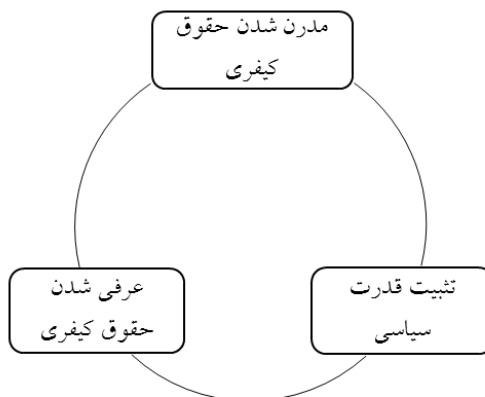 مدرن شدن حقوق
کیفری
تثبیت قدرت
سیاسی
عرفی شدن
حقوق کیفری